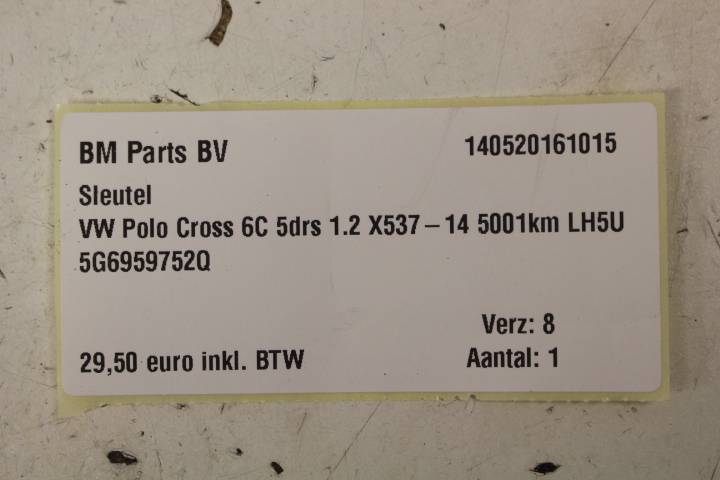 BM Parts BV 140520161015
Sleutel
VW Polo Cross 6C 5drs 1.2 X537 – 14 5001km LH5U
5G6959752Q
Verz: 8
29,50 euro inkl. BTW Aantal: 1